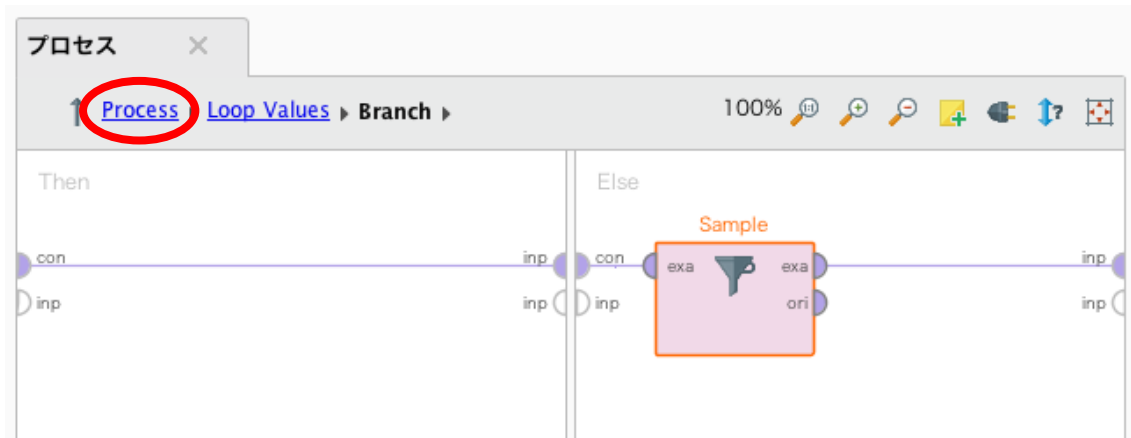 プロセス
Process Loop Values Branch 100%
Then Else
Sample
con inp con exa exa inp
inp inp inp ori inp